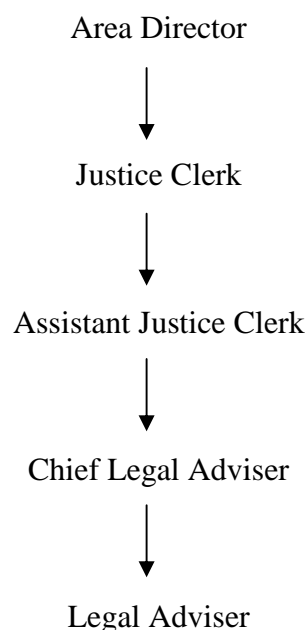 Area Director
Justice Clerk
Assistant Justice Clerk
Chief Legal Adviser
Legal Adviser